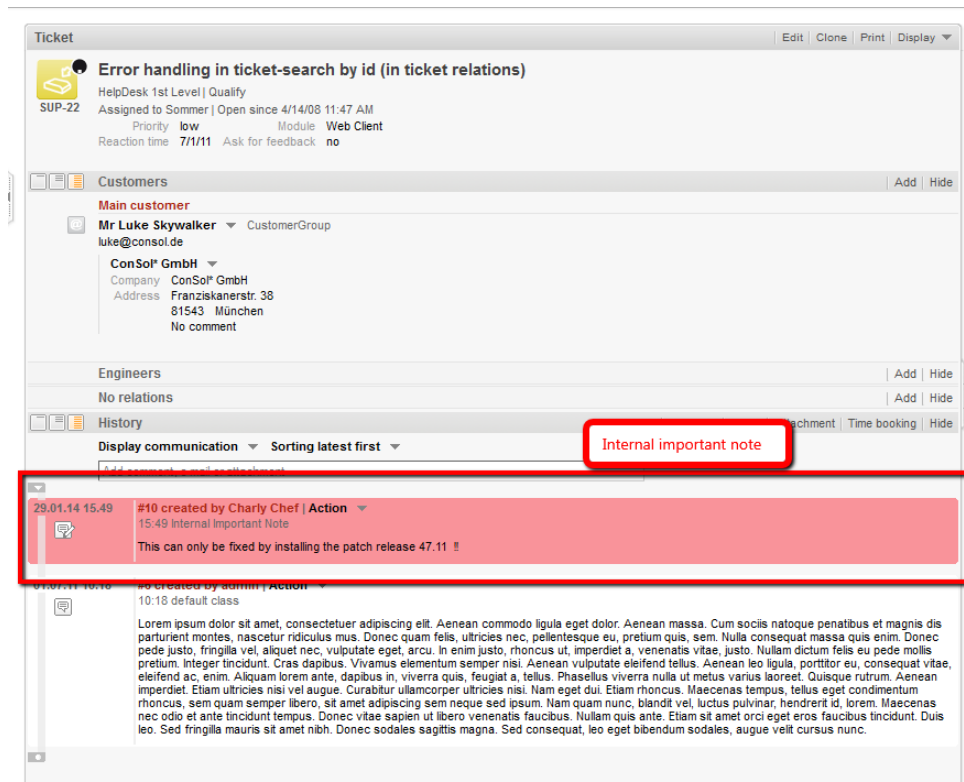 Ticket
Edit Clone Print Display
Error handling in ticket-search by id (in ticket relations)
HelpDesk 1st Level | Qualify
SUP-22
Assigned to Sommer | Open since 4/14/08 11:47 AM
Priority low Module Web Client
Reaction time 7/1/11 Ask for feedback no
Customers
Add Hide
Main customer
Mr Luke Skywalker CustomerGroup
luke@consol.de
ConSol* GmbH
Company ConSol* GmbH
Address Franziskanerstr. 38
81543 München
No comment
Engineers
Add Hide
No relations
Add Hide
History
achment Time booking Hide
Internal important note
Display communication Sorting latest first
Add comment, e-mail or attachment
29.01.14 15.49 #10 created by Charly Chef | Action
15:49 Internal Important Note
This can only be fixed by installing the patch release 47.11 !!
01.07.11 10.18 created by admin | Action
10:18 default class
Lorem ipsum dolor sit amet, consectetuer adipiscing elit. Aenean commodo ligula eget dolor. Aenean massa. Cum sociis natoque penatibus et magnis dis
parturient montes, nascetur ridiculus mus. Donec quam felis, ultricies nec, pellentesque eu, pretium quis, sem. Nulla consequat massa quis enim. Donec
pede justo, fringilla vel, aliquet nec, vulputate eget, arcu. In enim justo, rhoncus ut, imperdiet a, venenatis vitae, justo. Nullam dictum felis eu pede mollis
pretium. Integer tincidunt. Cras dapibus. Vivamus elementum semper nisi. Aenean vulputate eleifend tellus. Aenean leo ligula, porttitor eu, consequat vitae,
eleifend ac, enim. Aliquam lorem ante, dapibus in, viverra quis, feugiat a, tellus. Phasellus viverra nulla ut metus varius laoreet. Quisque rutrum. Aenean
imperdiet. Etiam ultricies nisi vel augue. Curabitur ullamcorper ultricies nisi. Nam eget dui. Etiam rhoncus. Maecenas tempus, tellus eget condimentum
rhoncus, sem quam semper libero, sit amet adipiscing sem neque sed ipsum. Nam quam nunc, blandit vel, luctus pulvinar, hendrerit id, lorem. Maecenas
nec odio et ante tincidunt tempus. Donec vitae sapien ut libero venenatis faucibus. Nullam quis ante. Etiam sit amet orci eget eros faucibus tincidunt. Duis
leo. Sed fringilla mauris sit amet nibh. Donec sodales sagittis magna. Sed consequat, leo eget bibendum sodales, augue velit cursus nunc.